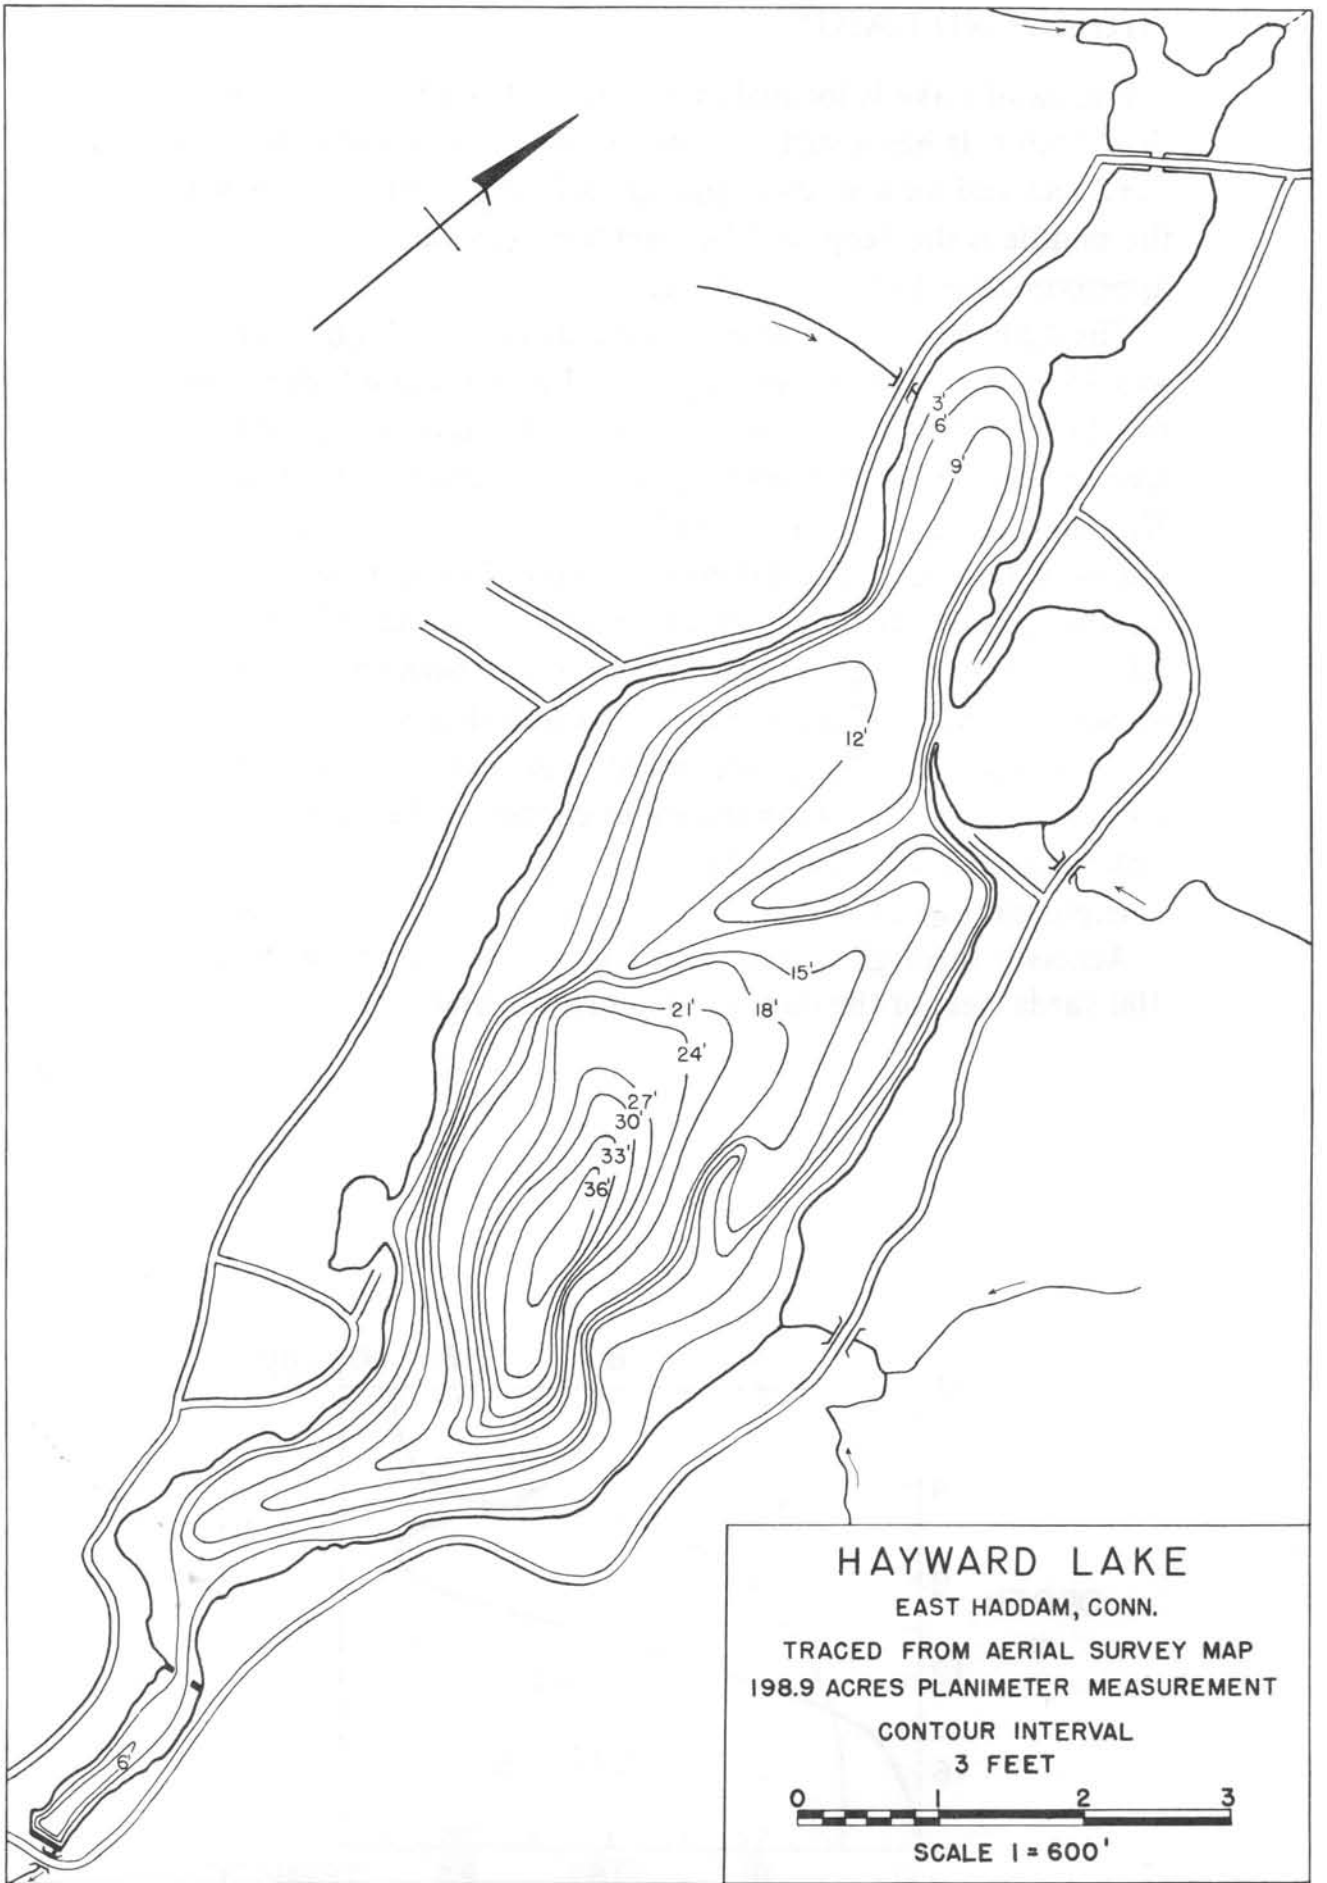 3'
6'
9'
12'
15'
18'
21'
24'
27'
30'
33'
36'
6'
HAYWARD LAKE
EAST HADDAM, CONN.
TRACED FROM AERIAL SURVEY MAP
198.9 ACRES PLANIMETER MEASUREMENT
CONTOUR INTERVAL
3 FEET
0 1 2 3
SCALE 1 = 600'